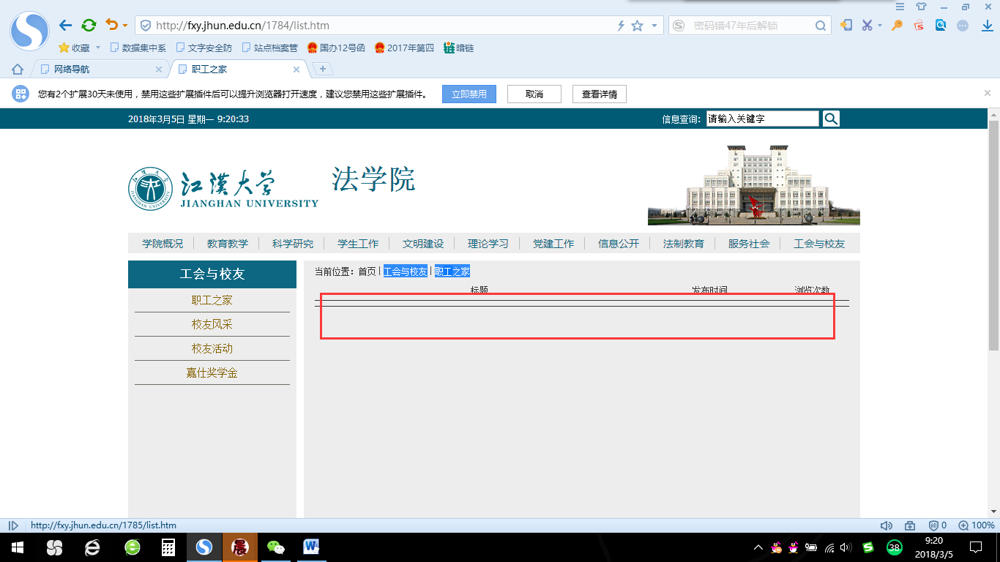 http://fxy.jhun.edu.cn/1784/list.htm
密码错47年后解锁
收藏 数据集中系 文字安全防 站点档案管 国办12号函 2017年第四 暗链
网络导航 职工之家
您有2个扩展30天未使用，禁用这些扩展插件后可以提升浏览器打开速度，建议您禁用这些扩展插件。 立即禁用 取消 查看详情
2018年3月5日 星期一 9:20:33 信息查询: 请输入关键字
江汉大学 法学院
JIANGHAN UNIVERSITY
学院概况 教育教学 科学研究 学生工作 文明建设 理论学习 党建工作 信息公开 法制教育 服务社会 工会与校友
工会与校友
职工之家
校友风采
校友活动
嘉仕奖学金
当前位置: 首页 | 工会与校友 | 职工之家
标题 发布时间 浏览次数
http://fxy.jhun.edu.cn/1785/list.htm 0 100%
38
9:20
2018/3/5